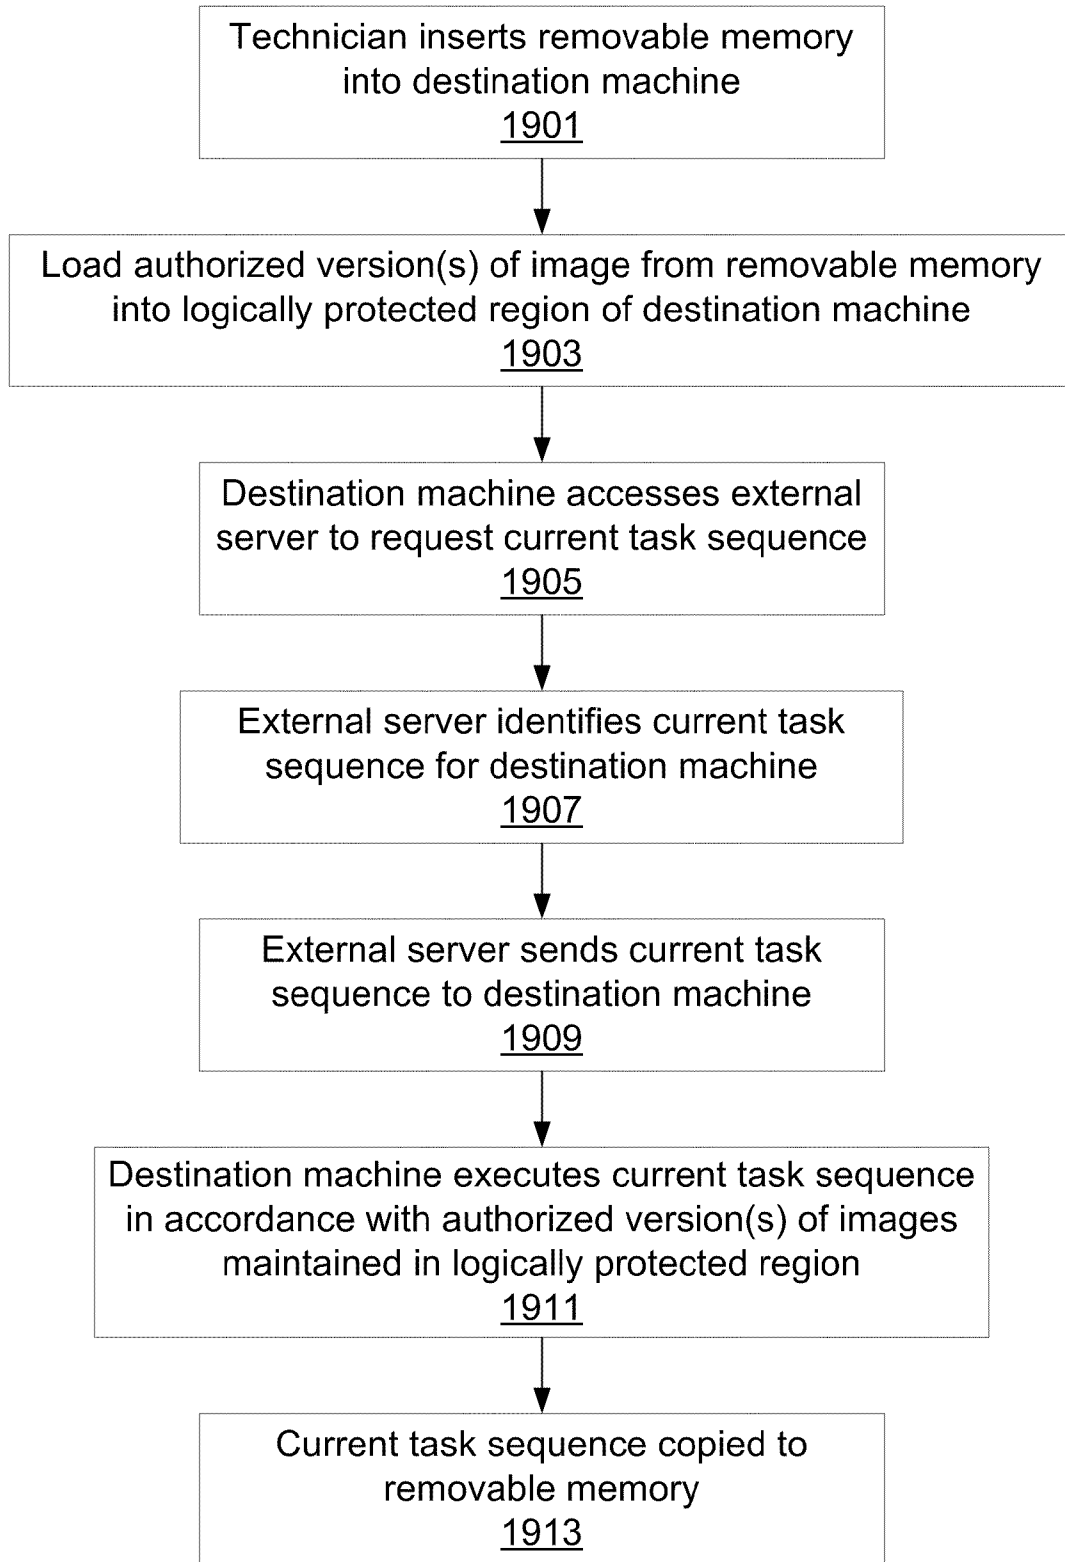 Technician inserts removable memory
into destination machine
1901
Load authorized version(s) of image from removable memory
into logically protected region of destination machine
1903
Destination machine accesses external
server to request current task sequence
1905
External server identifies current task
sequence for destination machine
1907
External server sends current task
sequence to destination machine
1909
Destination machine executes current task sequence
in accordance with authorized version(s) of images
maintained in logically protected region
1911
Current task sequence copied to
removable memory
1913